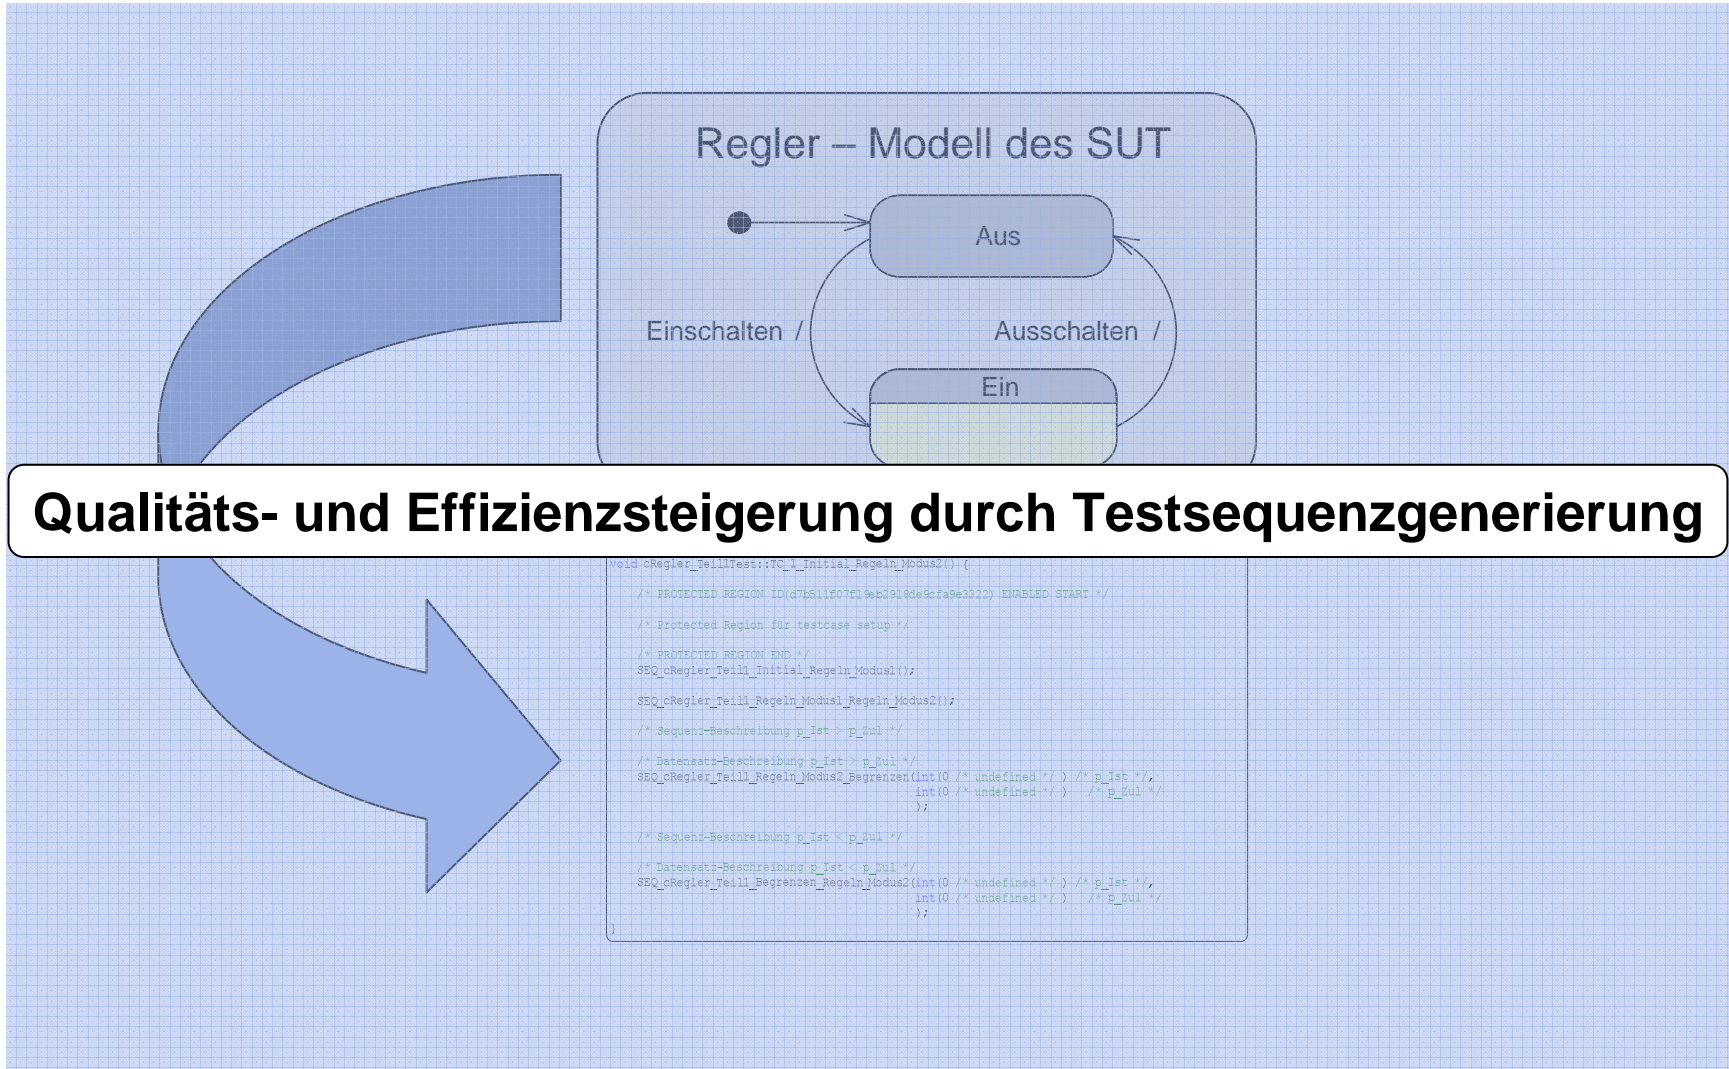 Regler – Modell des SUT
Aus
Einschalten /
Ausschalten /
Ein
Qualitäts- und Effizienzsteigerung durch Testsequenzgenerierung
void cRegler_Teil1Test::TC_1_Initial_Regeln_Modus2() {
/* PROTECTED REGION ID(d7b511f07f19eb2918de9cfa9e3322) ENABLED START */
/* Protected Region für testcase setup */
/* PROTECTED REGION END */
SEQ_cRegler_Teil1_Initial_Regeln_Modus1();
SEQ_cRegler_Teil1_Regeln_Modus1_Regeln_Modus2();
/* Sequenz-Beschreibung p_Ist > p_Zul */
/* Datensatz-Beschreibung p_Ist > p_Zul */
SEQ_cRegler_Teil1_Regeln_Modus2_Begrenzen(int(0 /* undefined */ ) /* p_Ist */,
int(0 /* undefined */ ) /* p_Zul */
);
/* Sequenz-Beschreibung p_Ist < p_Zul */
/* Datensatz-Beschreibung p_Ist < p_Zul */
SEQ_cRegler_Teil1_Begrenzen_Regeln_Modus2(int(0 /* undefined */ ) /* p_Ist */,
int(0 /* undefined */ ) /* p_Zul */
);
}